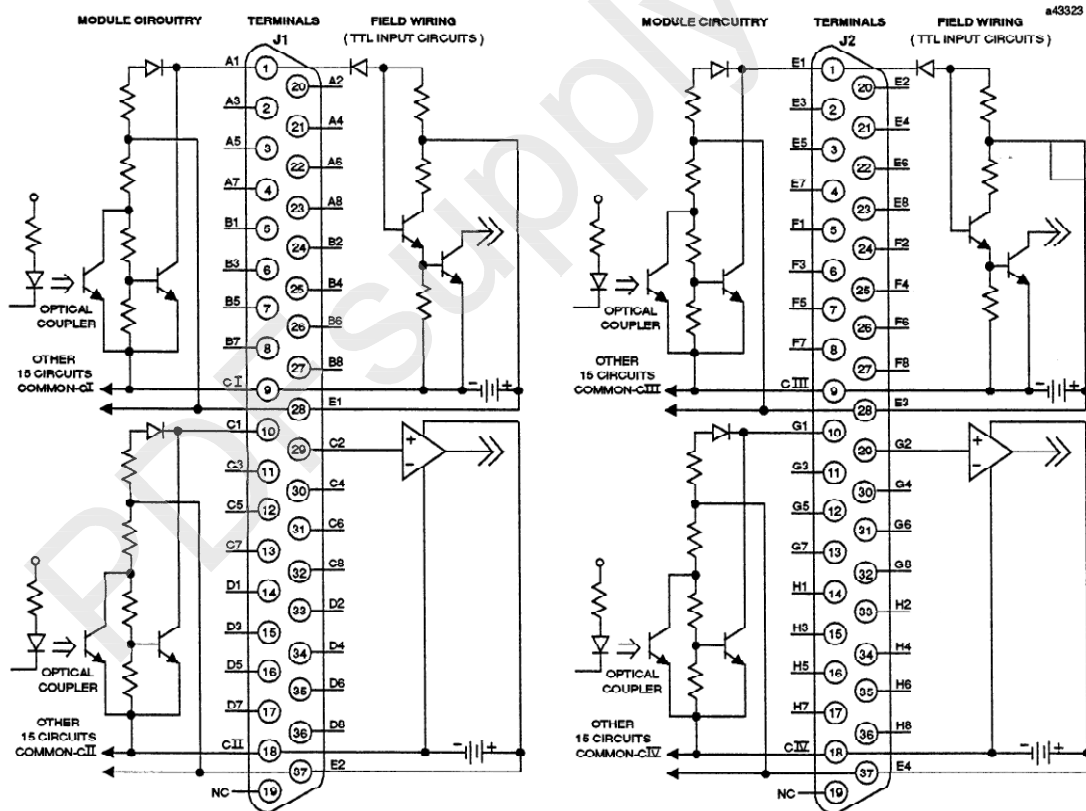 a43323
MODULE CIRCUITRY
TERMINALS
FIELD WIRING
J1
( TTL INPUT CIRCUITS )
A1
1
20
A2
A3
2
21
A4
A5
3
22
A6
A7
4
23
A8
B1
5
24
B2
B3
6
25
B4
B5
7
26
B6
B7
8
27
B8
OPTICAL
COUPLER
OTHER
15 CIRCUITS
COMMON-CI
CI
9
- +
28
E1
C1
10
29
C2
+
-
C3
11
30
C4
C5
12
31
C6
C7
13
32
C8
D1
14
33
D2
D3
15
34
D4
D5
16
35
D6
D7
17
36
D8
OPTICAL
COUPLER
OTHER
15 CIRCUITS
COMMON-CII
CII
18
- +
37
E2
NC
19
MODULE CIRCUITRY
TERMINALS
FIELD WIRING
J2
( TTL INPUT CIRCUITS )
E1
1
20
E2
E3
2
21
E4
E5
3
22
E6
E7
4
23
E8
F1
5
24
F2
F3
6
25
F4
F5
7
26
F6
F7
8
27
F8
OPTICAL
COUPLER
OTHER
15 CIRCUITS
COMMON-CIII
CIII
9
- +
28
E3
G1
10
29
G2
+
-
G3
11
30
G4
G5
12
31
G6
G7
13
32
G8
H1
14
33
H2
H3
15
34
H4
H5
16
35
H6
H7
17
36
H8
OPTICAL
COUPLER
OTHER
15 CIRCUITS
COMMON-CIV
CIV
18
- +
37
E4
NC
19
PDFsupply